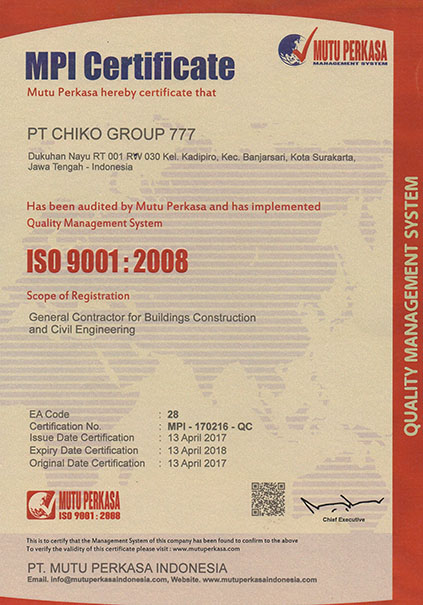 MUTU PERKASA
MANAGEMENT SYSTEM
MPI Certificate
Mutu Perkasa hereby certificate that
PT CHIKO GROUP 777
Dukuhan Nayu RT 001 RW 030 Kel. Kadipiro, Kec. Banjarsari, Kota Surakarta,
Jawa Tengah - Indonesia
Has been audited by Mutu Perkasa and has implemented
Quality Management System
ISO 9001 : 2008
Scope of Registration
General Contractor for Buildings Construction
and Civil Engineering
EA Code : 28
Certification No. : MPI - 170216 - QC
Issue Date Certification : 13 April 2017
Expiry Date Certification : 13 April 2018
Original Date Certification : 13 April 2017
MUTU PERKASA
ISO 9001 : 2008
Chief Executive
This is to certify that the Management System of this company has been found to confirm to the above
To verify the validity of this certificate please visit : www.mutuperkasa.com
PT. MUTU PERKASA INDONESIA
Email. info@mutuperkasaindonesia.com, Website. www.mutuperkasaindonesia.com
QUALITY MANAGEMENT SYSTEM